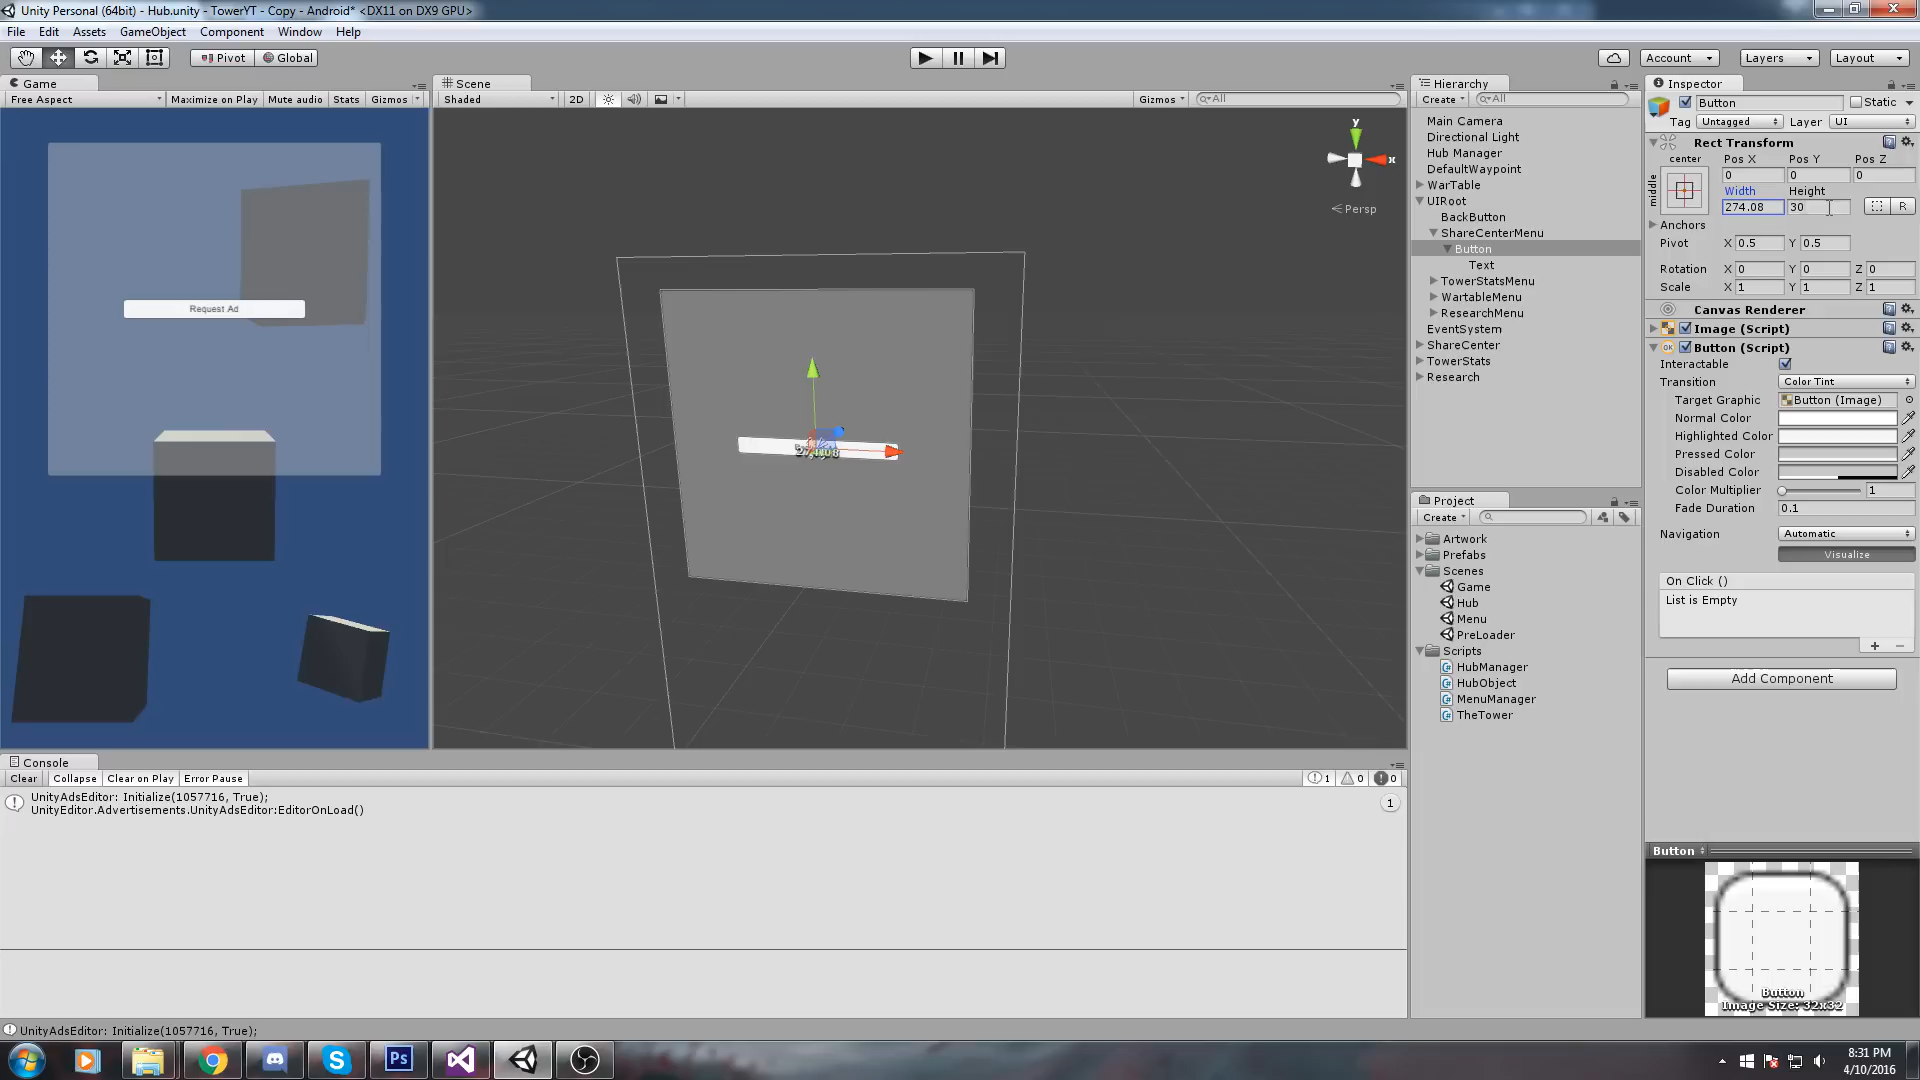 Unity Personal (64bit) - Hub.unity - TowerYT - Copy - Android* <DX11 on DX9 GPU>
File Edit Assets GameObject Component Window Help
Pivot Global
Account Layers Layout
Game
Free Aspect Maximize on Play Mute audio Stats Gizmos
Request Ad
Scene
Shaded 2D Gizmos All
y
x
Persp
274.08
Hierarchy
Create All
Main Camera
Directional Light
Hub Manager
DefaultWaypoint
WarTable
UIRoot
BackButton
ShareCenterMenu
Button
Text
TowerStatsMenu
WartableMenu
ResearchMenu
EventSystem
ShareCenter
TowerStats
Research
Project
Create
Artwork
Prefabs
Scenes
Game
Hub
Menu
PreLoader
Scripts
HubManager
HubObject
MenuManager
TheTower
Inspector
Button Static
Tag Untagged Layer UI
Rect Transform
center Pos X Pos Y Pos Z
middle 0 0 0
Width Height
274.08 30 R
Anchors
Pivot X 0.5 Y 0.5
Rotation X 0 Y 0 Z 0
Scale X 1 Y 1 Z 1
Canvas Renderer
Image (Script)
OK Button (Script)
Interactable
Transition Color Tint
Target Graphic Button (Image)
Normal Color
Highlighted Color
Pressed Color
Disabled Color
Color Multiplier 1
Fade Duration 0.1
Navigation Automatic
Visualize
On Click ()
List is Empty
+ −
Add Component
Button
Button
Image Size: 32x32
Console
Clear Collapse Clear on Play Error Pause 1 0 0
UnityAdsEditor: Initialize(1057716, True);
UnityEditor.Advertisements.UnityAdsEditor:EditorOnLoad()
1
UnityAdsEditor: Initialize(1057716, True);
Ps
8:31 PM
4/10/2016